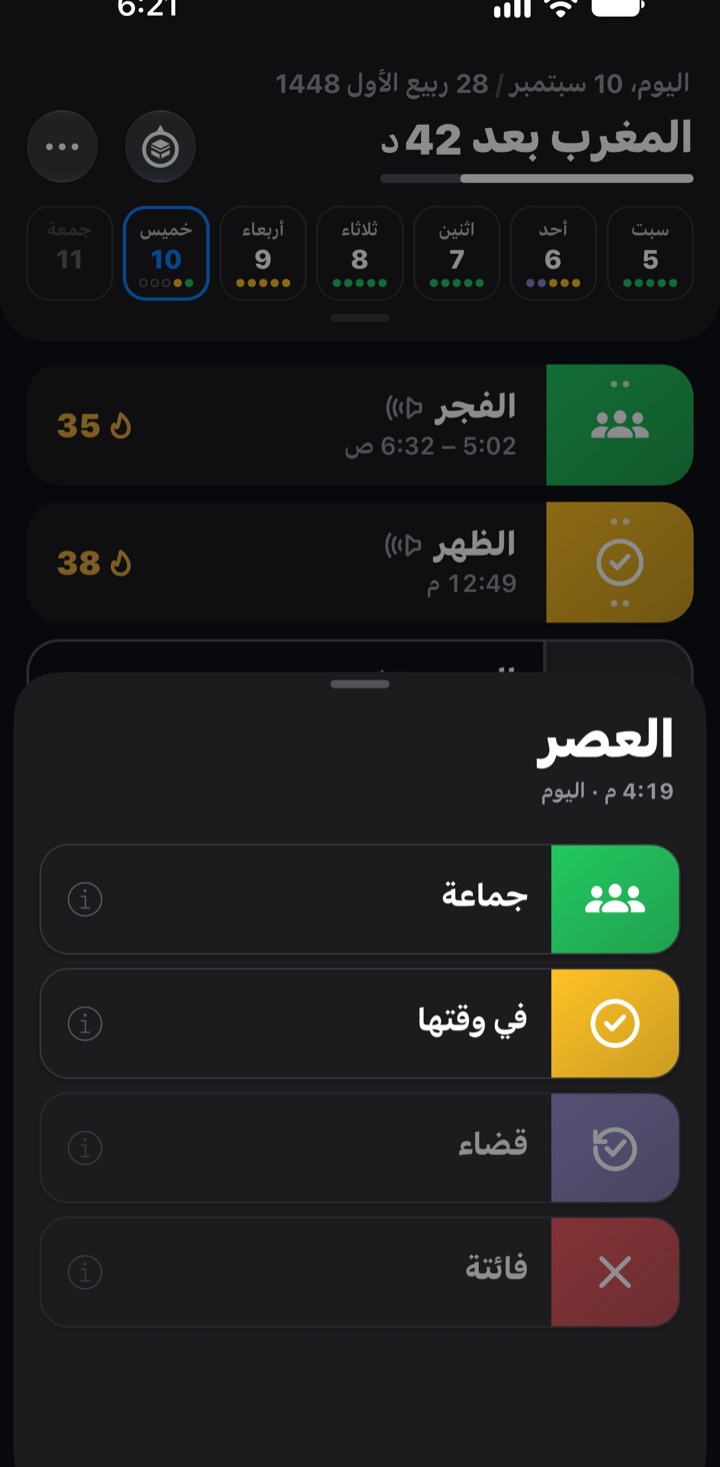 6:21
اليوم، 10 سبتمبر / 28 ربيع الأول 1448
المغرب بعد 42 د
سبت أحد اثنين ثلاثاء أربعاء خميس جمعة
5 6 7 8 9 10 11
الفجر
5:02 – 6:32 ص
35
الظهر
12:49 م
38
العصر
4:19 م · اليوم
جماعة
في وقتها
قضاء
فائتة